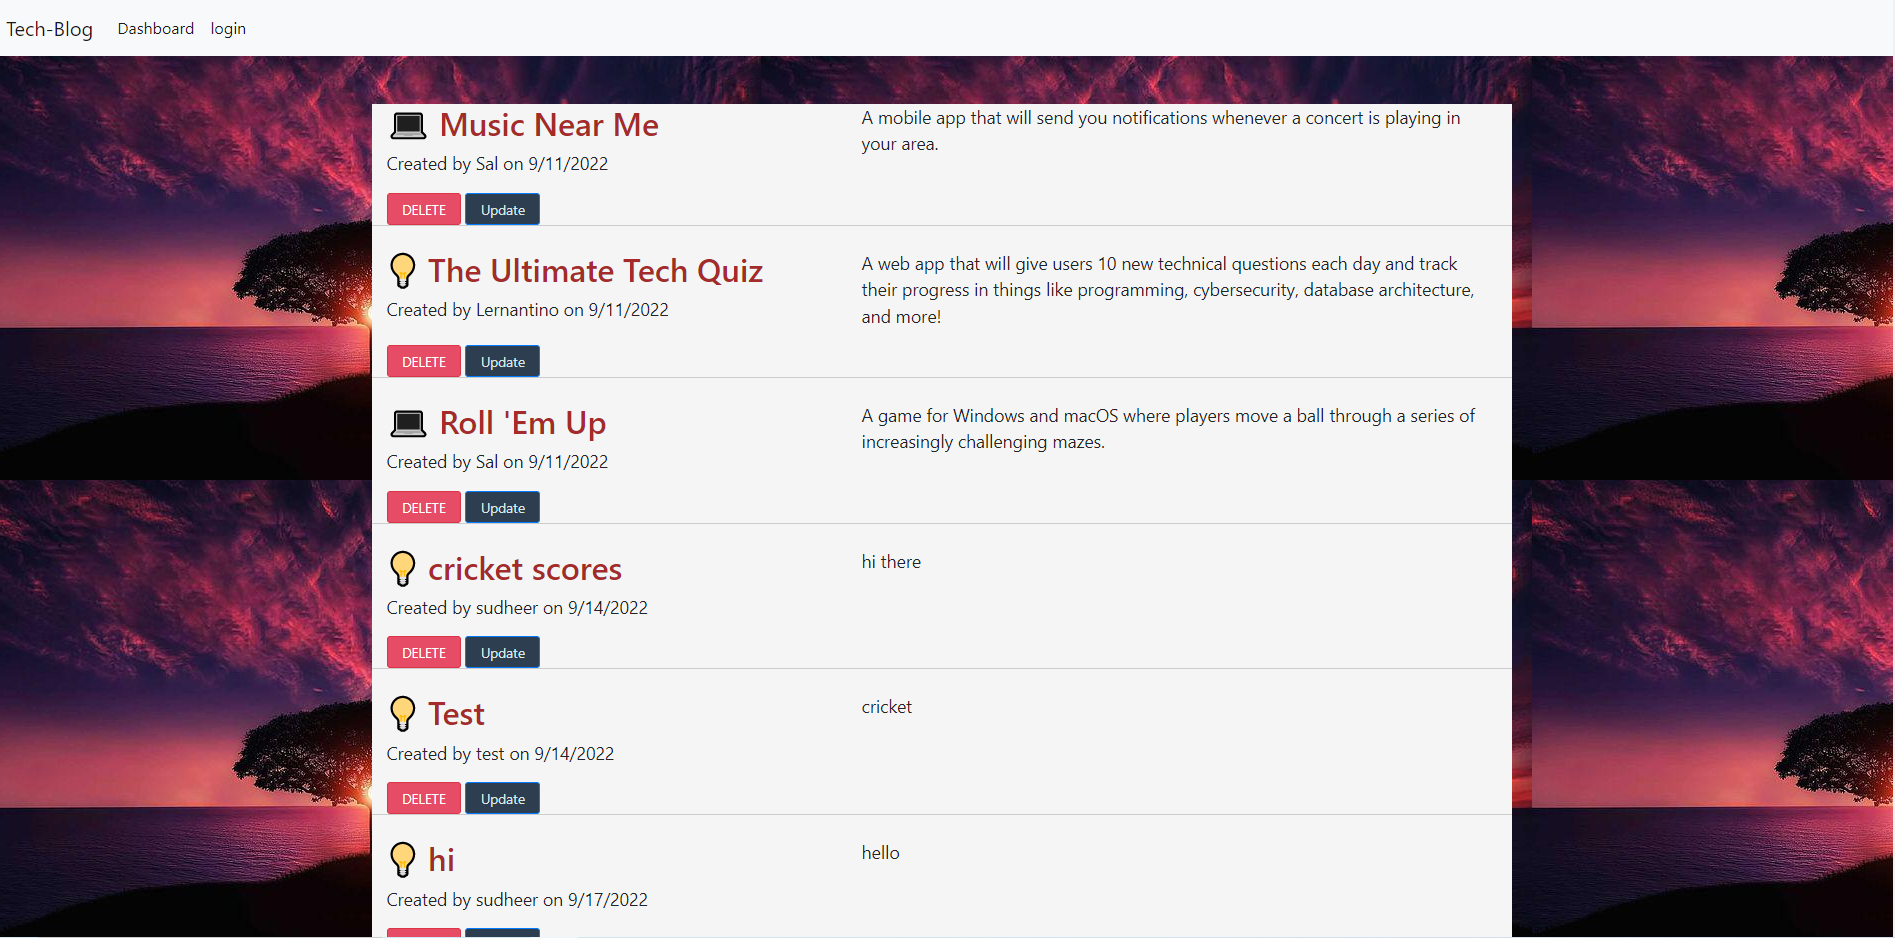 Tech-Blog Dashboard login
Music Near Me
Created by Sal on 9/11/2022
A mobile app that will send you notifications whenever a concert is playing in
your area.
DELETE Update
The Ultimate Tech Quiz
Created by Lernantino on 9/11/2022
A web app that will give users 10 new technical questions each day and track
their progress in things like programming, cybersecurity, database architecture,
and more!
DELETE Update
Roll 'Em Up
Created by Sal on 9/11/2022
A game for Windows and macOS where players move a ball through a series of
increasingly challenging mazes.
DELETE Update
cricket scores
Created by sudheer on 9/14/2022
hi there
DELETE Update
Test
Created by test on 9/14/2022
cricket
DELETE Update
hi
Created by sudheer on 9/17/2022
hello